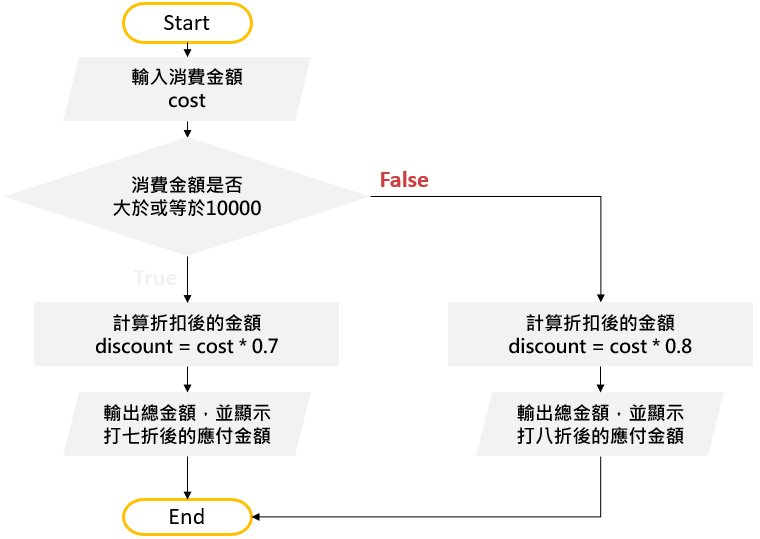 Start
輸入消費金額
cost
消費金額是否
大於或等於10000
False
True
計算折扣後的金額
discount = cost * 0.7
計算折扣後的金額
discount = cost * 0.8
輸出總金額，並顯示
打七折後的應付金額
輸出總金額，並顯示
打八折後的應付金額
End